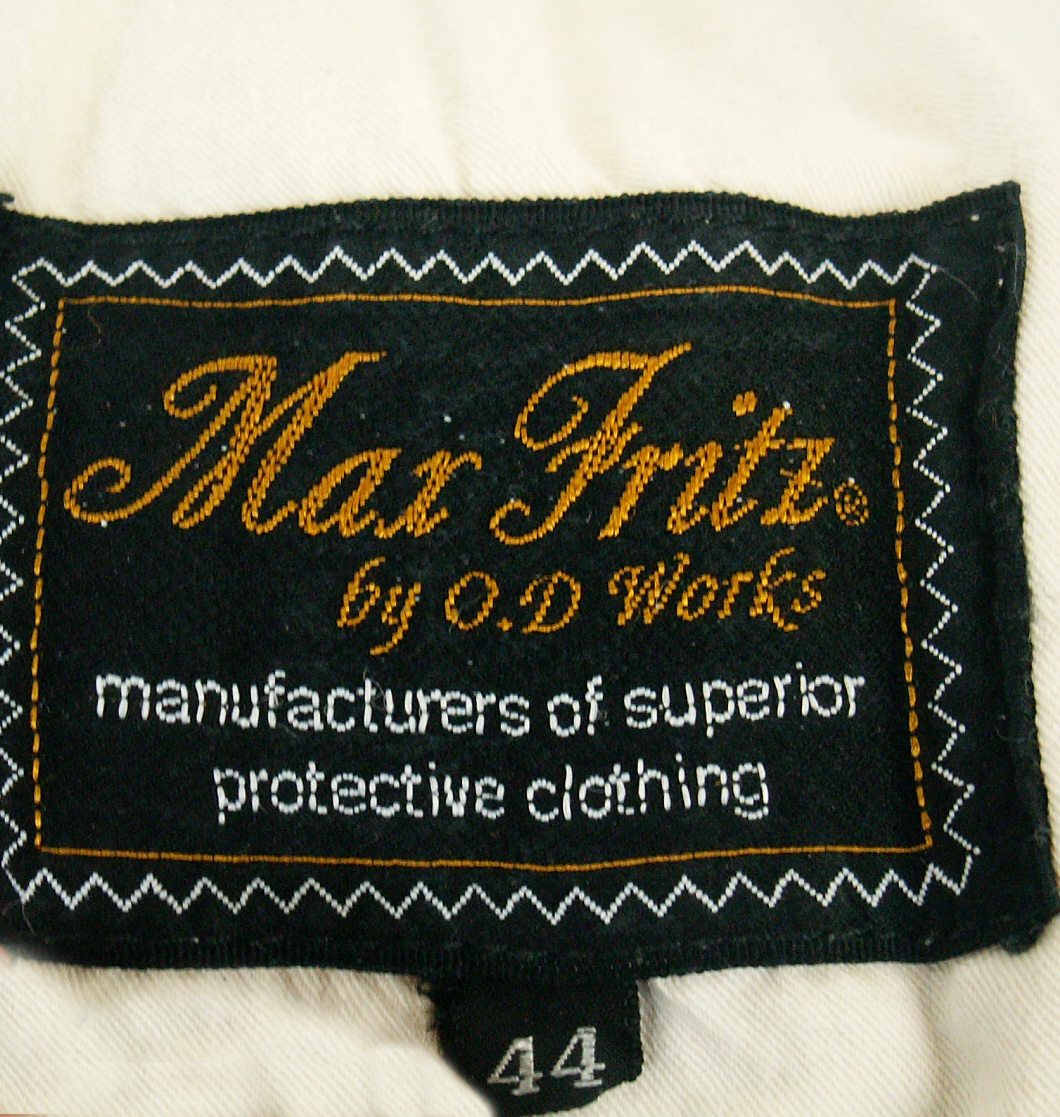 Max Fritz®
by O.D Works
manufacturers of superior
protective clothing
44